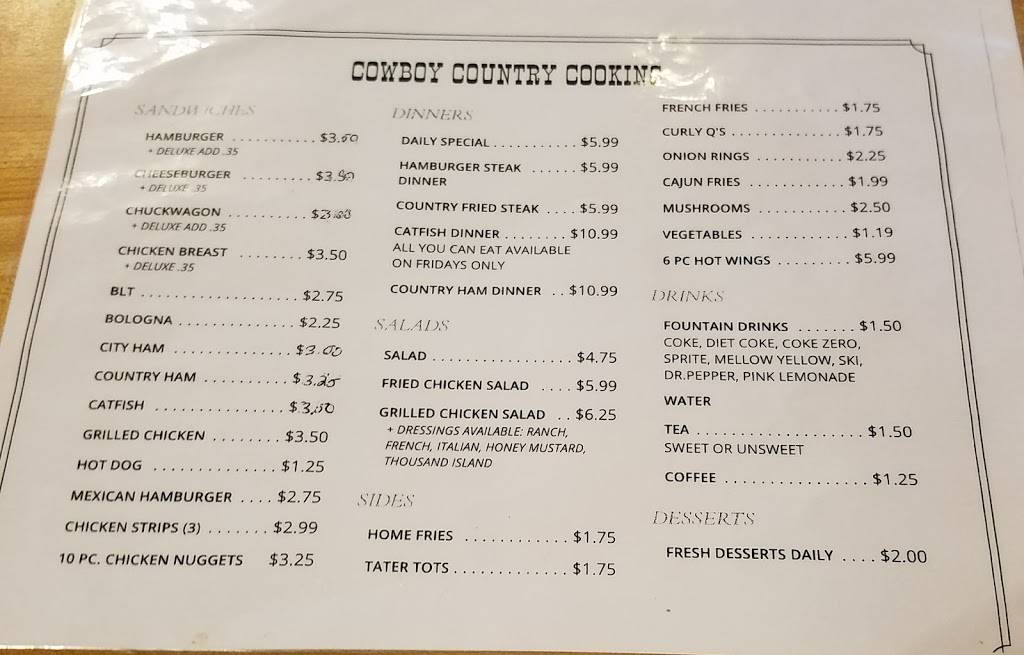 COWBOY COUNTRY COOKING
SANDWICHES
HAMBURGER .......... $3.50
+ DELUXE ADD .35
CHEESEBURGER ......... $3.90
+ DELUXE .35
CHUCKWAGON ..........
+ DELUXE ADD .35
CHICKEN BREAST ....... $3.50
+ DELUXE .35
BLT ................... $2.75
BOLOGNA .............. $2.25
CITY HAM .............. $3.00
COUNTRY HAM .......... $3.25
CATFISH ............... $3.50
GRILLED CHICKEN ........ $3.50
HOT DOG .............. $1.25
MEXICAN HAMBURGER .... $2.75
CHICKEN STRIPS (3) ....... $2.99
10 PC. CHICKEN NUGGETS $3.25
DINNERS
DAILY SPECIAL ........... $5.99
HAMBURGER STEAK ...... $5.99
DINNER
COUNTRY FRIED STEAK .... $5.99
CATFISH DINNER ........ $10.99
ALL YOU CAN EAT AVAILABLE
ON FRIDAYS ONLY
COUNTRY HAM DINNER .. $10.99
SALADS
SALAD ................. $4.75
FRIED CHICKEN SALAD .... $5.99
GRILLED CHICKEN SALAD .. $6.25
+ DRESSINGS AVAILABLE: RANCH,
FRENCH, ITALIAN, HONEY MUSTARD,
THOUSAND ISLAND
SIDES
HOME FRIES ............ $1.75
TATER TOTS ............. $1.75
FRENCH FRIES ........... $1.75
CURLY Q'S .............. $1.75
ONION RINGS ........... $2.25
CAJUN FRIES ............ $1.99
MUSHROOMS ........... $2.50
VEGETABLES ............ $1.19
6 PC HOT WINGS ......... $5.99
DRINKS
FOUNTAIN DRINKS ....... $1.50
COKE, DIET COKE, COKE ZERO,
SPRITE, MELLOW YELLOW, SKI,
DR.PEPPER, PINK LEMONADE
WATER
TEA .................... $1.50
SWEET OR UNSWEET
COFFEE ................. $1.25
DESSERTS
FRESH DESSERTS DAILY .... $2.00